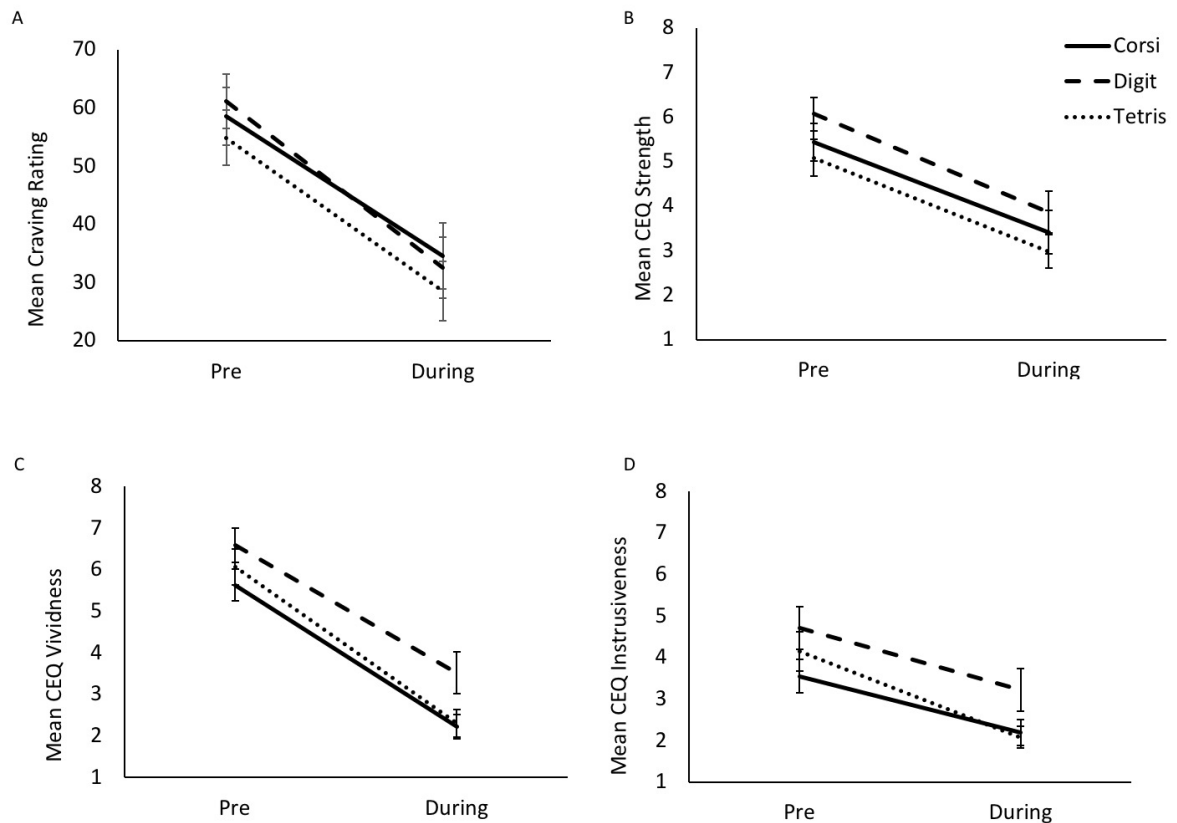 A
Mean Craving Rating
70
60
50
40
30
20
Pre During
B
Mean CEQ Strength
8
7
6
5
4
3
2
1
Pre During
Corsi
Digit
Tetris
C
Mean CEQ Vividness
8
7
6
5
4
3
2
1
Pre During
D
Mean CEQ Instrusiveness
8
7
6
5
4
3
2
1
Pre During